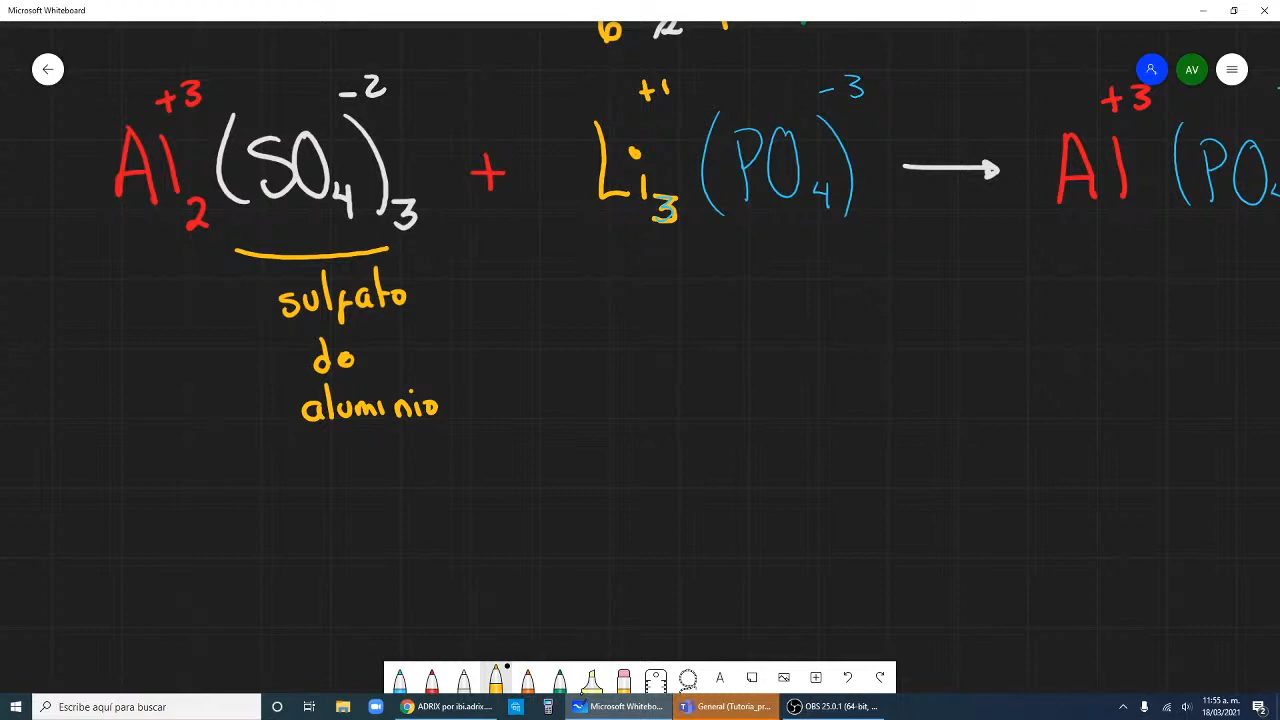 Microsoft Whiteboard
AV
Al₂⁺³(SO₄)₃⁻² + Li₃⁺¹(PO₄)⁻³ → Al⁺³(PO₄
sulfato
de
aluminio
Escribe aquí para buscar
ADRIX por ibi.adrix....
Microsoft Whitebo...
General (Tutoria_pr...
OBS 25.0.1 (64-bit, ...
11:55 a. m.
18/03/2021